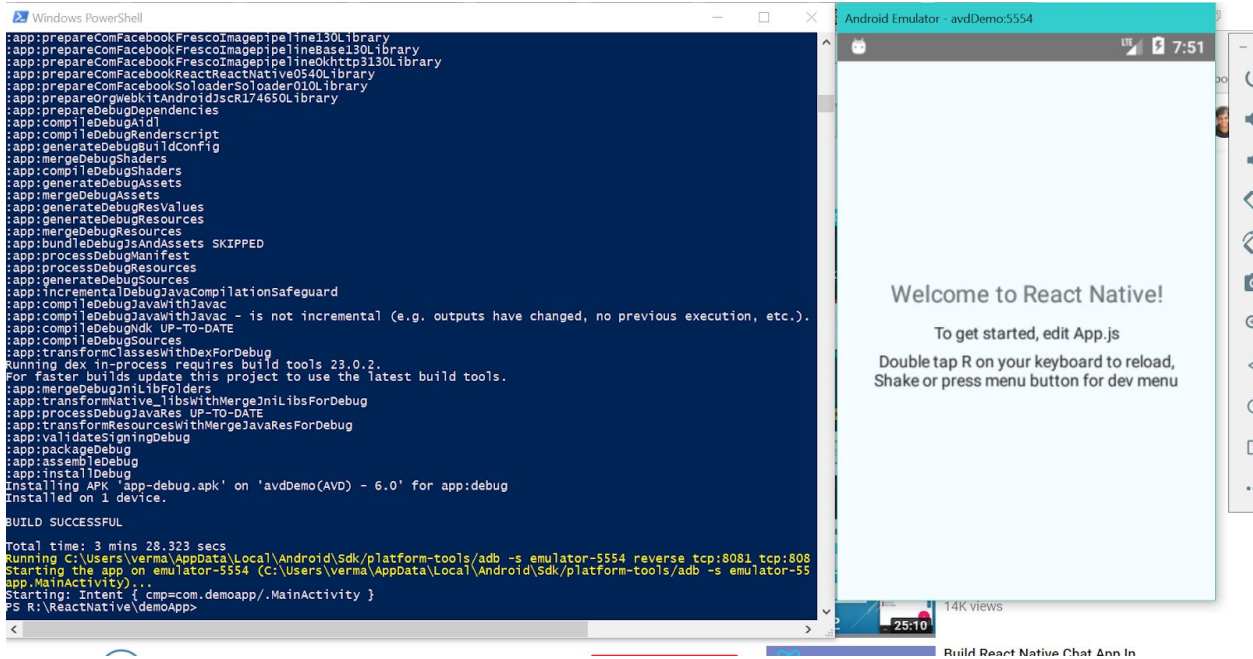 Windows PowerShell
:app:prepareComFacebookFrescoImagepipeline130Library
:app:prepareComFacebookFrescoImagepipelineBase130Library
:app:prepareComFacebookFrescoImagepipelineOkhttp3130Library
:app:prepareComFacebookReactReactNative0540Library
:app:prepareComFacebookSoloaderSoloader010Library
:app:prepareOrgWebkitAndroidJscR174650Library
:app:prepareDebugDependencies
:app:compileDebugAidl
:app:compileDebugRenderscript
:app:generateDebugBuildConfig
:app:mergeDebugShaders
:app:compileDebugShaders
:app:generateDebugAssets
:app:mergeDebugAssets
:app:generateDebugResValues
:app:generateDebugResources
:app:mergeDebugResources
:app:bundleDebugJsAndAssets SKIPPED
:app:processDebugManifest
:app:processDebugResources
:app:generateDebugSources
:app:incrementalDebugJavaCompilationSafeguard
:app:compileDebugJavaWithJavac
:app:compileDebugJavaWithJavac - is not incremental (e.g. outputs have changed, no previous execution, etc.).
:app:compileDebugNdk UP-TO-DATE
:app:compileDebugSources
:app:transformClassesWithDexForDebug
Running dex in-process requires build tools 23.0.2.
For faster builds update this project to use the latest build tools.
:app:mergeDebugJniLibFolders
:app:transformNative_libsWithMergeJniLibsForDebug
:app:processDebugJavaRes UP-TO-DATE
:app:transformResourcesWithMergeJavaResForDebug
:app:validateSigningDebug
:app:packageDebug
:app:assembleDebug
:app:installDebug
Installing APK 'app-debug.apk' on 'avdDemo(AVD) - 6.0' for app:debug
Installed on 1 device.
BUILD SUCCESSFUL
Total time: 3 mins 28.323 secs
Running C:\Users\verma\AppData\Local\Android\Sdk/platform-tools/adb -s emulator-5554 reverse tcp:8081 tcp:808
Starting the app on emulator-5554 (C:\Users\verma\AppData\Local\Android\Sdk/platform-tools/adb -s emulator-55
app.MainActivity)...
Starting: Intent { cmp=com.demoapp/.MainActivity }
PS R:\ReactNative\demoApp>
Android Emulator - avdDemo:5554
LTE 7:51
Welcome to React Native!
To get started, edit App.js
Double tap R on your keyboard to reload,
Shake or press menu button for dev menu
14K views
25:10
Build React Native Chat App In